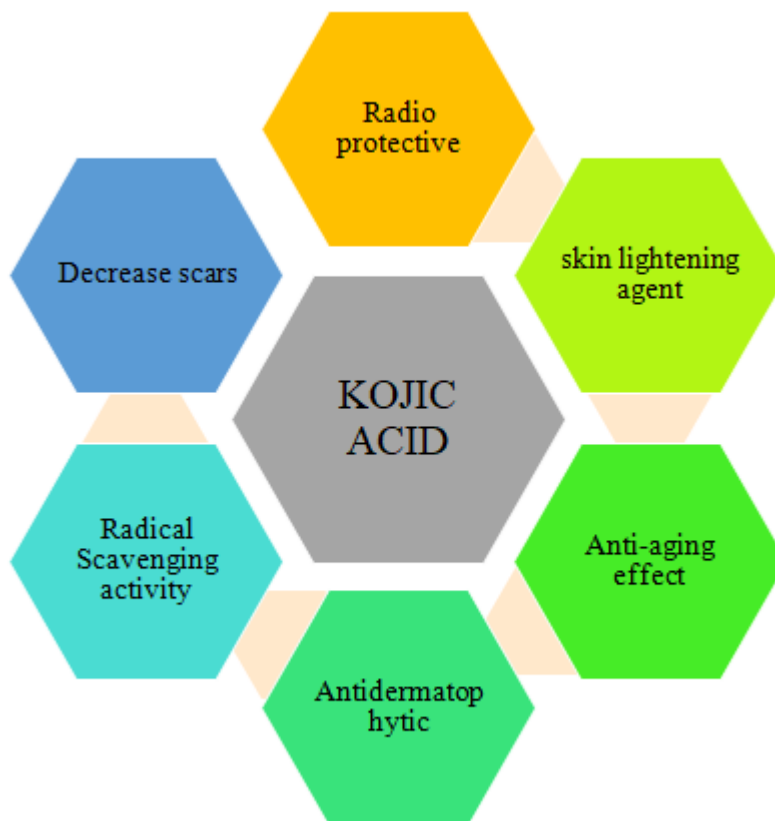 Radio
protective
skin lightening
agent
Anti-aging
effect
Antidermatop
hytic
Radical
Scavenging
activity
Decrease scars
KOJIC
ACID